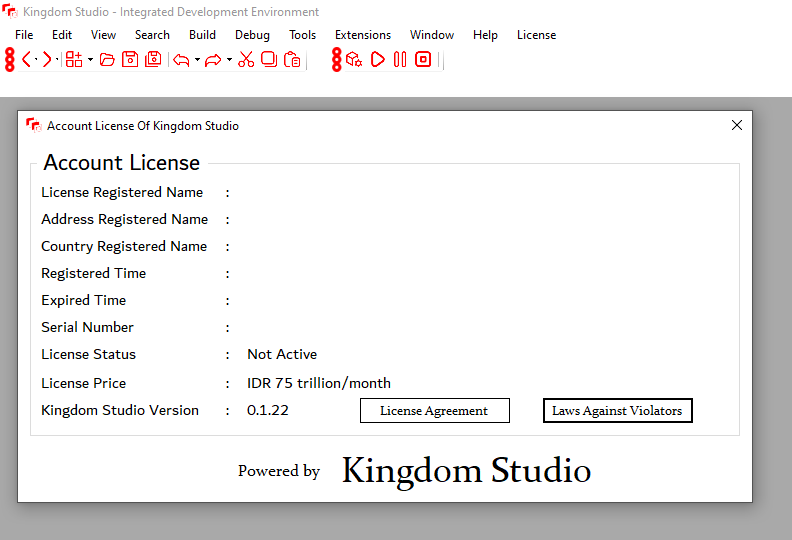 Kingdom Studio - Integrated Development Environment
File Edit View Search Build Debug Tools Extensions Window Help License
Account License Of Kingdom Studio
Account License
License Registered Name :
Address Registered Name :
Country Registered Name :
Registered Time :
Expired Time :
Serial Number :
License Status : Not Active
License Price : IDR 75 trillion/month
Kingdom Studio Version : 0.1.22 License Agreement Laws Against Violators
Powered by Kingdom Studio